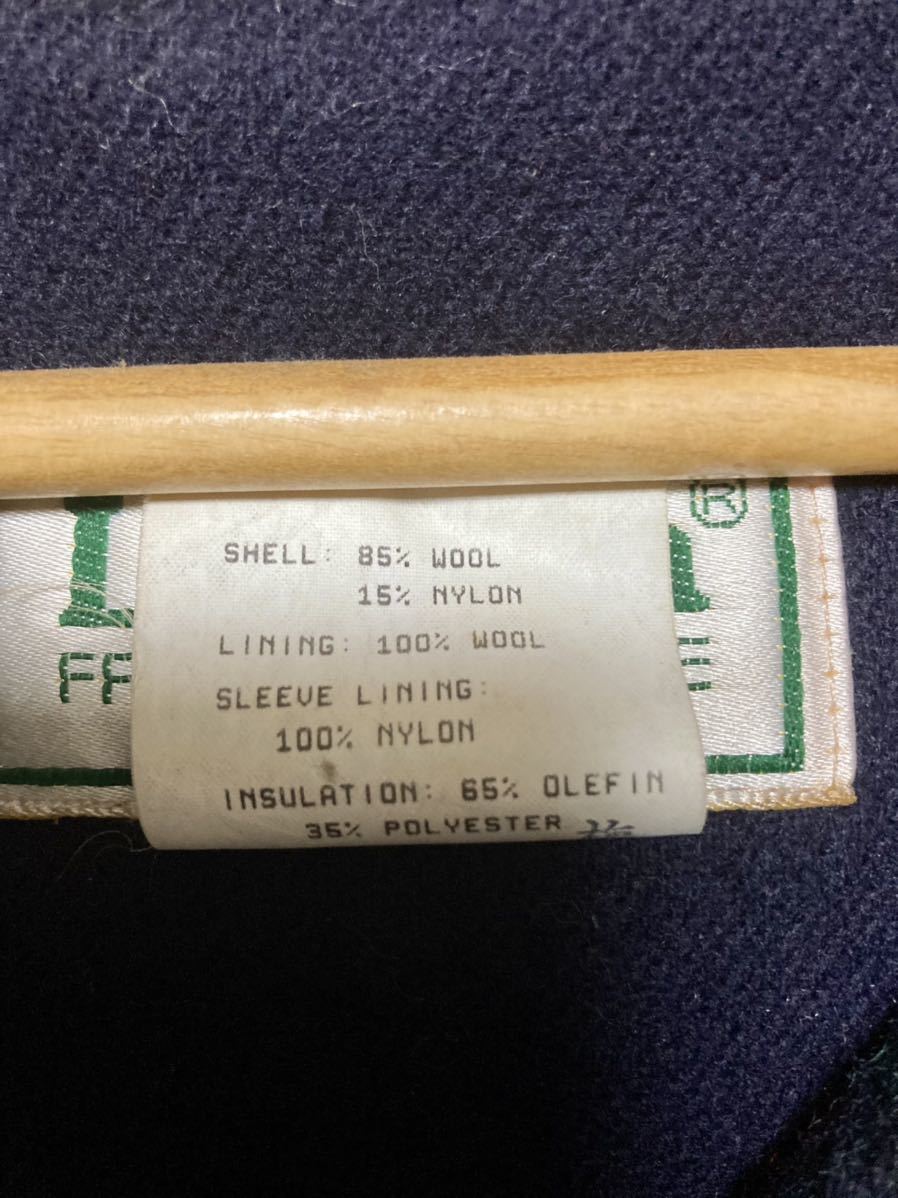 ®
SHELL: 85% WOOL
15% NYLON
LINING: 100% WOOL
SLEEVE LINING:
100% NYLON
INSULATION: 65% OLEFIN
35% POLYESTER